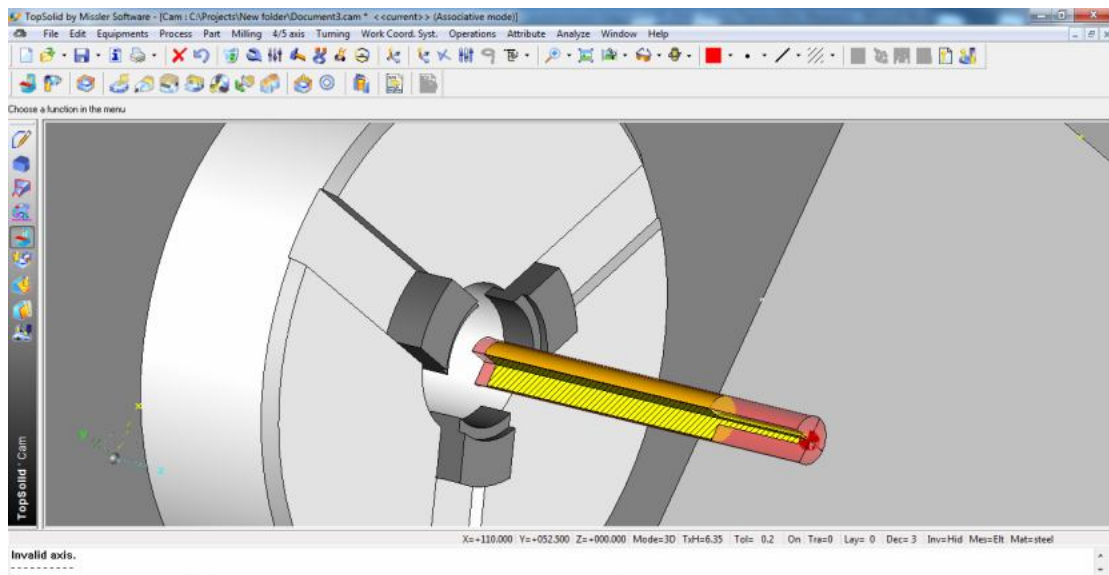 TopSolid by Missler Software - [Cam : C:\Projects\New folder\Document3.cam * < <current> > (Associative mode)]
File Edit Equipments Process Part Milling 4/5 axis Turning Work Coord. Syst. Operations Attribute Analyze Window Help
Choose a function in the menu
x
y
z
TopSolid'Cam
X=+110.000 Y=+052.500 Z=+000.000 Mode=3D TxH=6.35 Tol= 0.2 On Tra=0 Lay= 0 Dec= 3 Inv=Hid Mes=Elt Mat=steel
Invalid axis.
----------